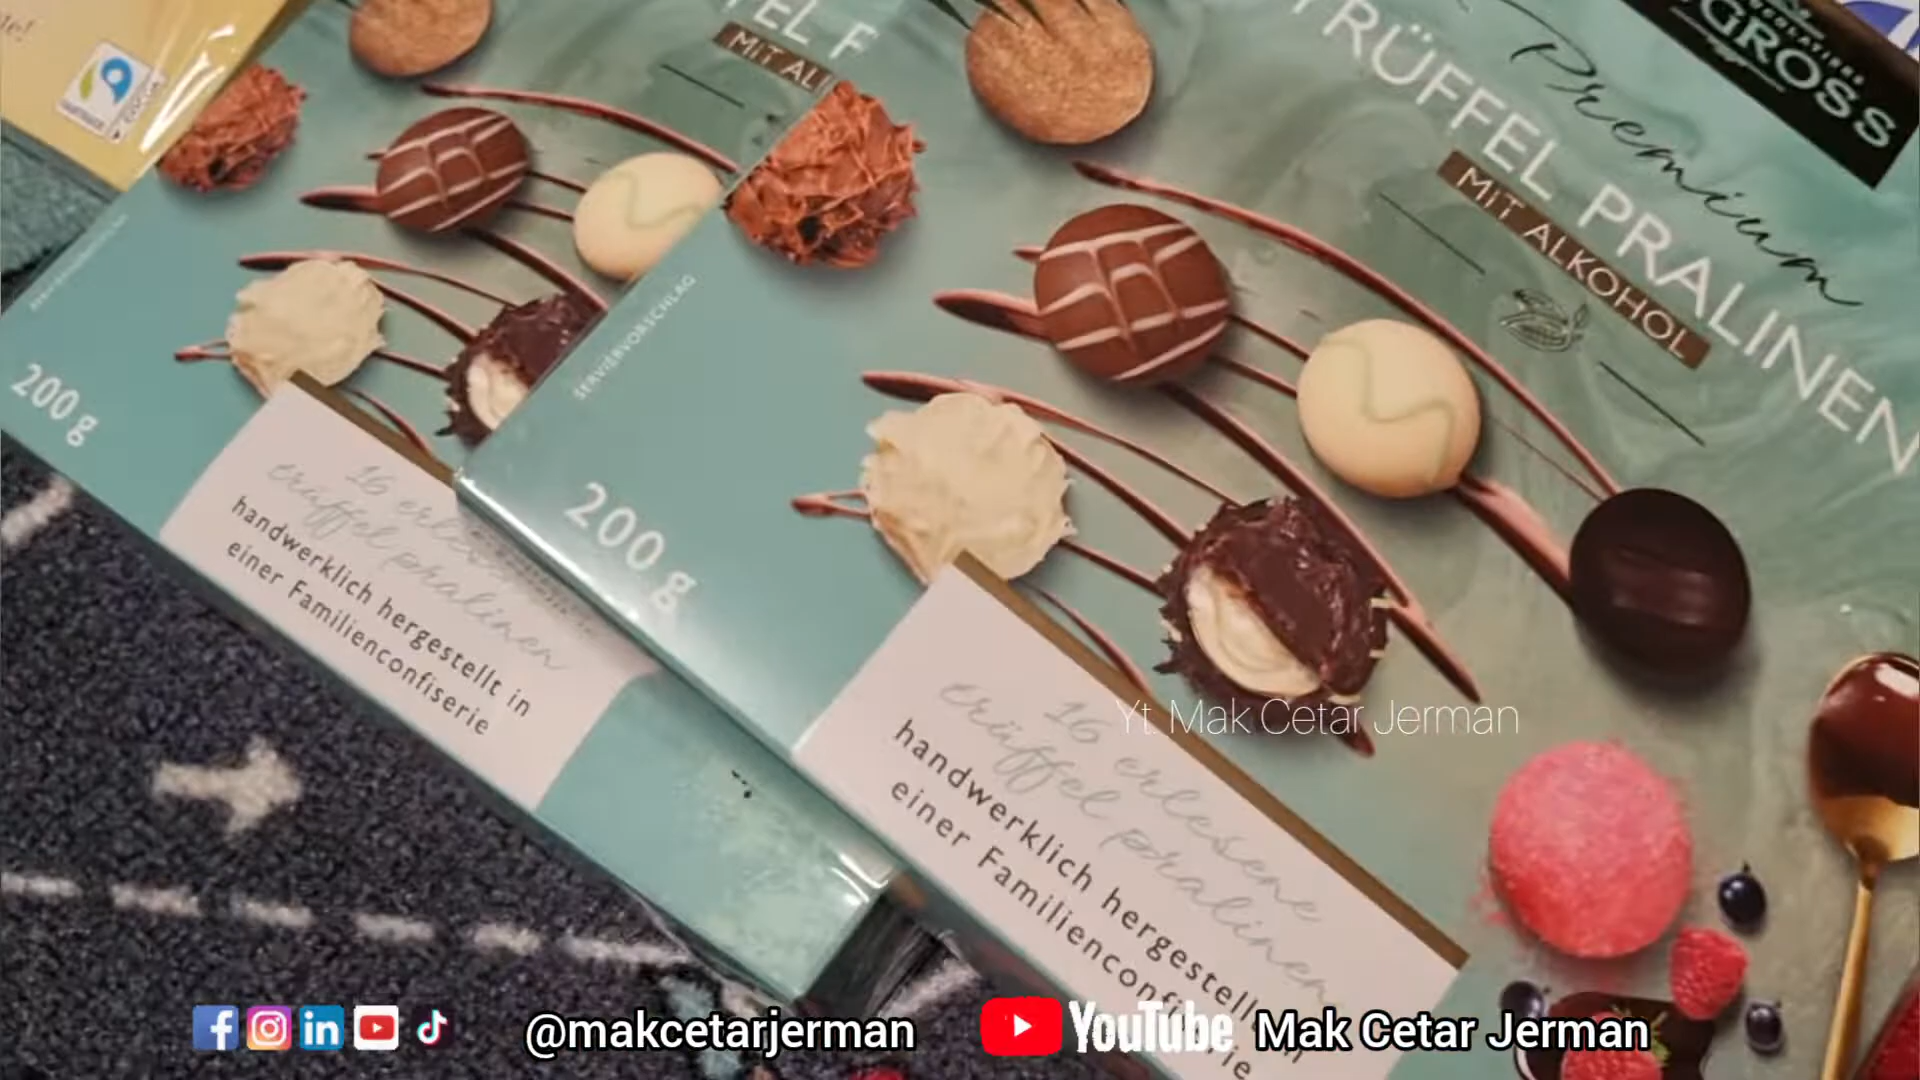 FEL F
MIT AL
200 g
16 erlesene
trüffel pralinen
handwerklich hergestellt in
einer Familienconfiserie
GROSS
Premium
TRÜFFEL PRALINEN
MIT ALKOHOL
SERVIERVORSCHLAG
200 g
16 erlesene
trüffel pralinen
handwerklich hergestellt in
einer Familienconfiserie
Yt. Mak Cetar Jerman
@makcetarjerman
YouTube
Mak Cetar Jerman